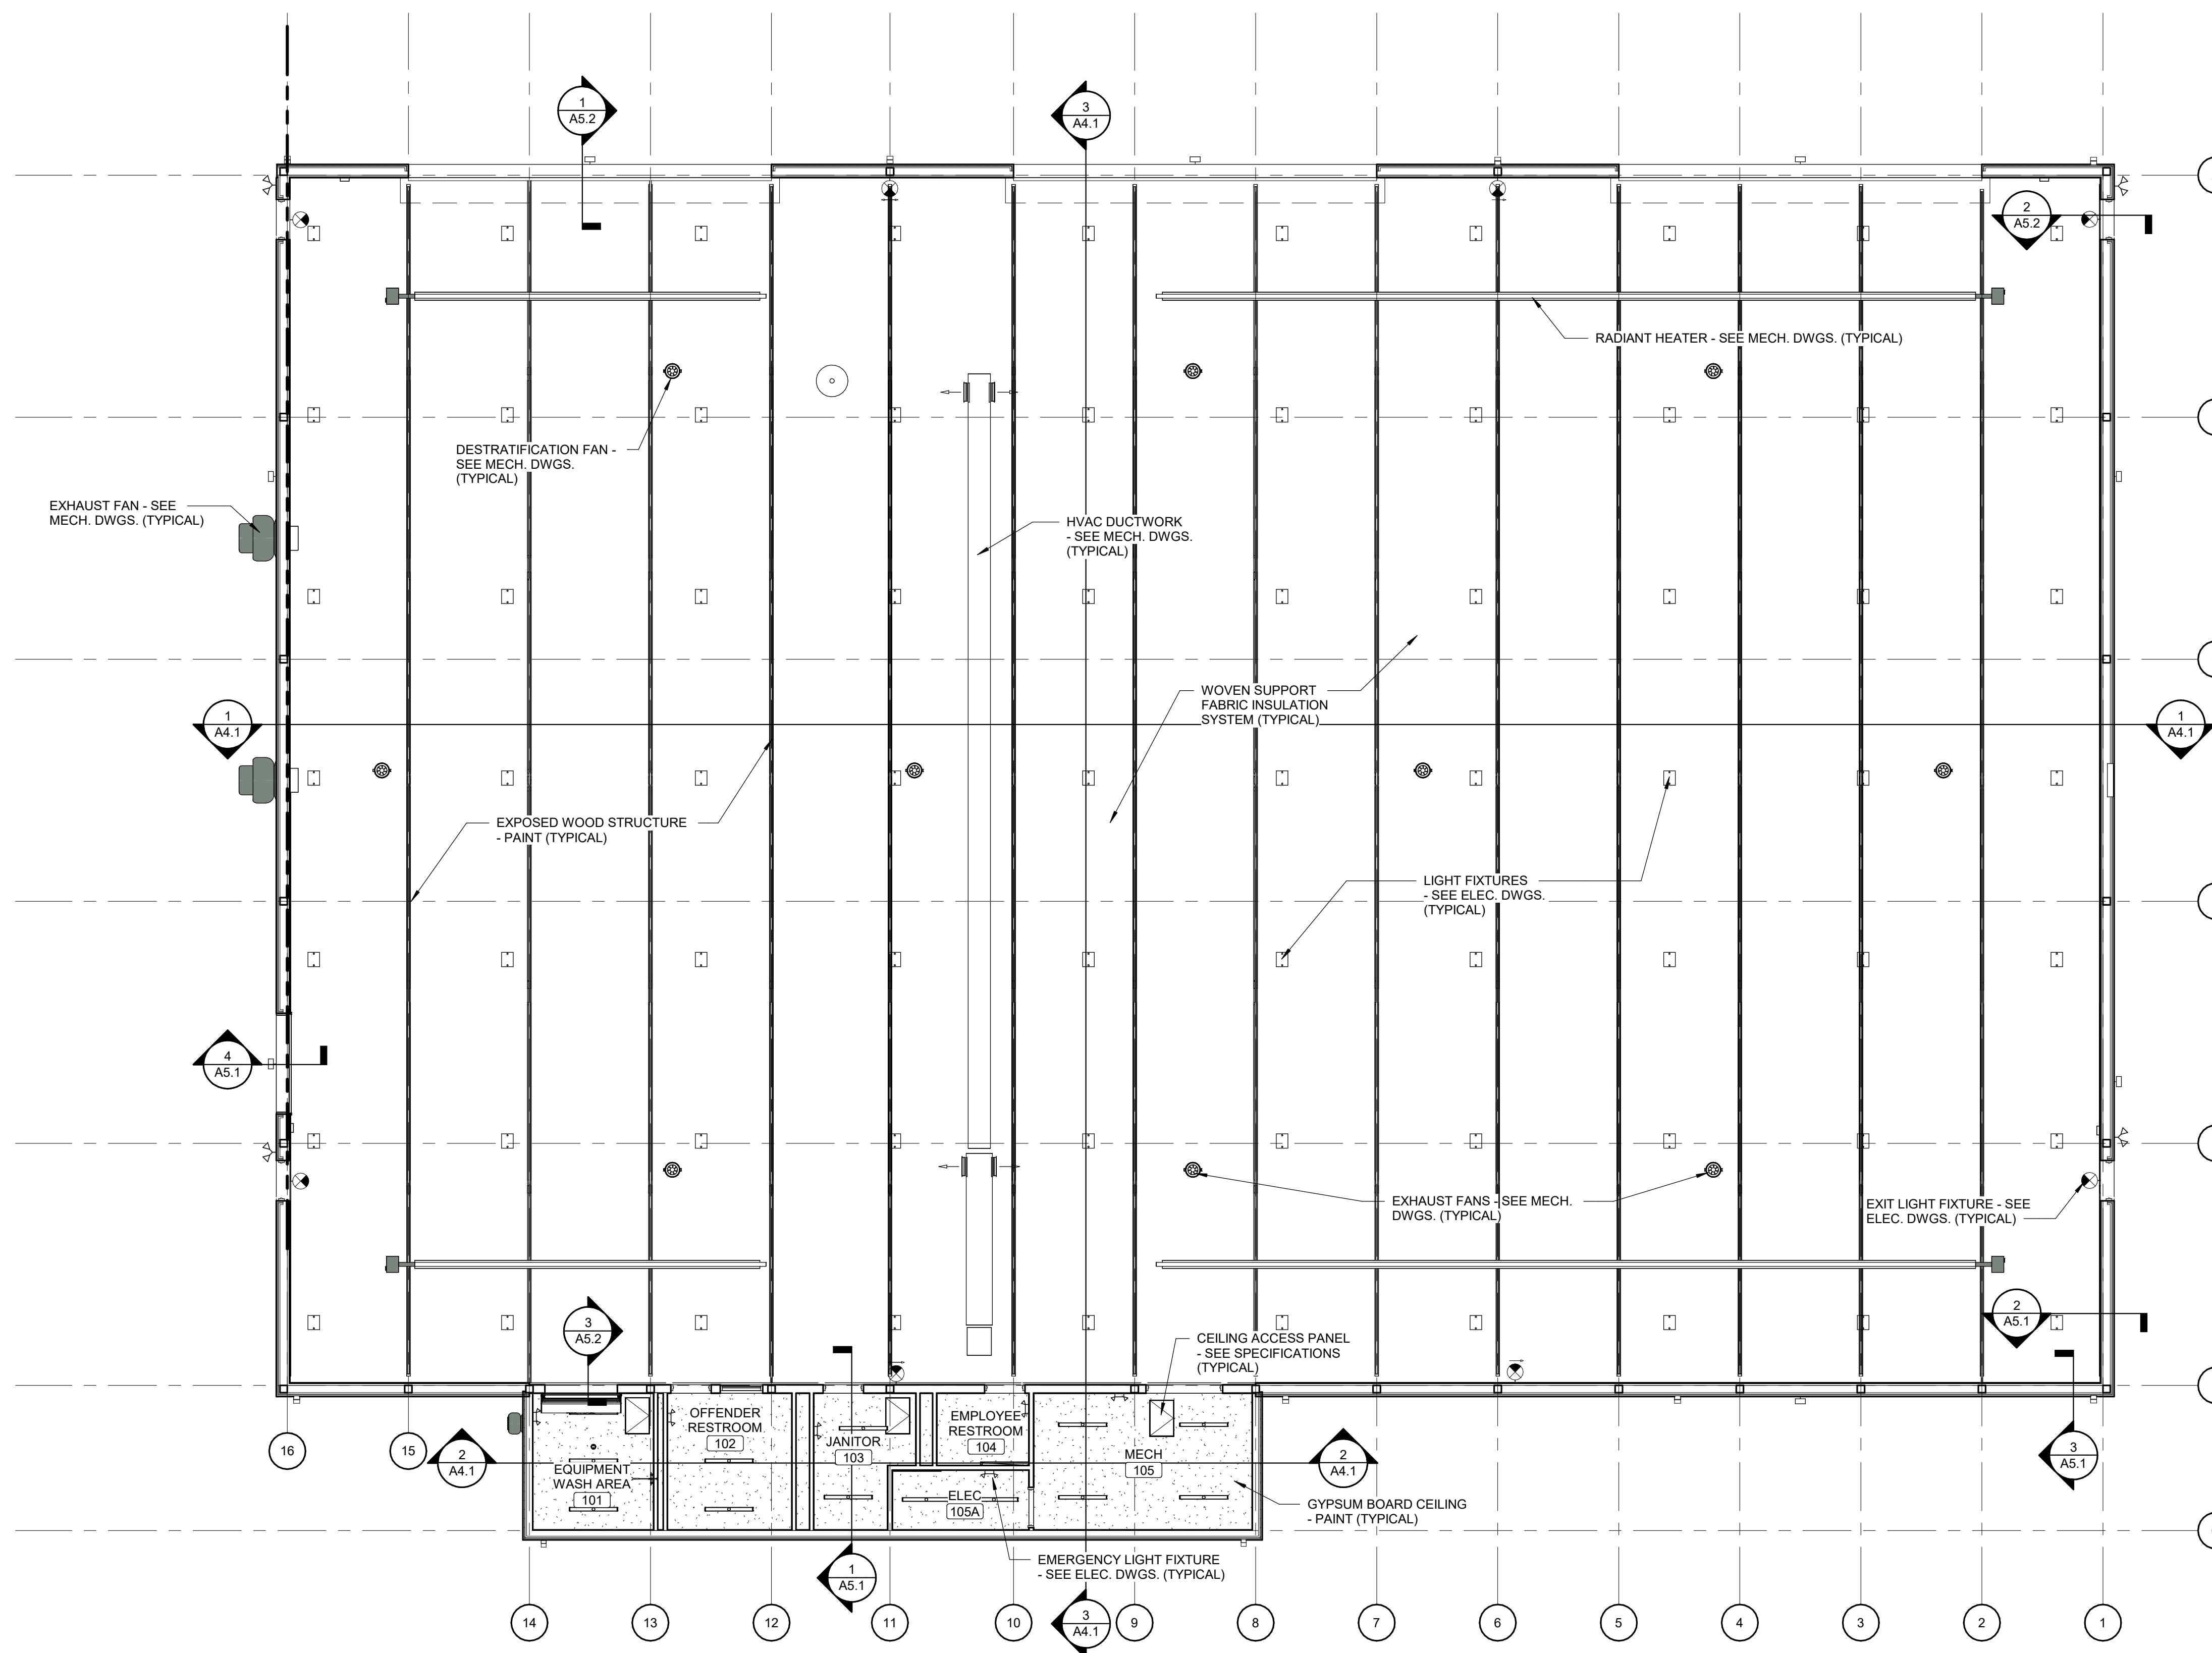 1
A5.2
3
A4.1
2
A5.2
RADIANT HEATER - SEE MECH. DWGS. (TYPICAL)
DESTRATIFICATION FAN -
SEE MECH. DWGS.
(TYPICAL)
EXHAUST FAN - SEE
MECH. DWGS. (TYPICAL)
HVAC DUCTWORK
- SEE MECH. DWGS.
(TYPICAL)
WOVEN SUPPORT
FABRIC INSULATION
SYSTEM (TYPICAL)
1
A4.1
1
A4.1
EXPOSED WOOD STRUCTURE
- PAINT (TYPICAL)
LIGHT FIXTURES
- SEE ELEC. DWGS.
(TYPICAL)
4
A5.1
EXHAUST FANS - SEE MECH.
DWGS. (TYPICAL)
EXIT LIGHT FIXTURE - SEE
ELEC. DWGS. (TYPICAL)
3
A5.2
2
A5.1
CEILING ACCESS PANEL
- SEE SPECIFICATIONS
(TYPICAL)
16
15
2
A4.1
OFFENDER
RESTROOM
102
JANITOR
103
EMPLOYEE
RESTROOM
104
MECH
105
2
A4.1
3
A5.1
EQUIPMENT
WASH AREA
101
ELEC
105A
GYPSUM BOARD CEILING
- PAINT (TYPICAL)
1
A5.1
EMERGENCY LIGHT FIXTURE
- SEE ELEC. DWGS. (TYPICAL)
14
13
12
11
10
3
A4.1
9
8
7
6
5
4
3
2
1